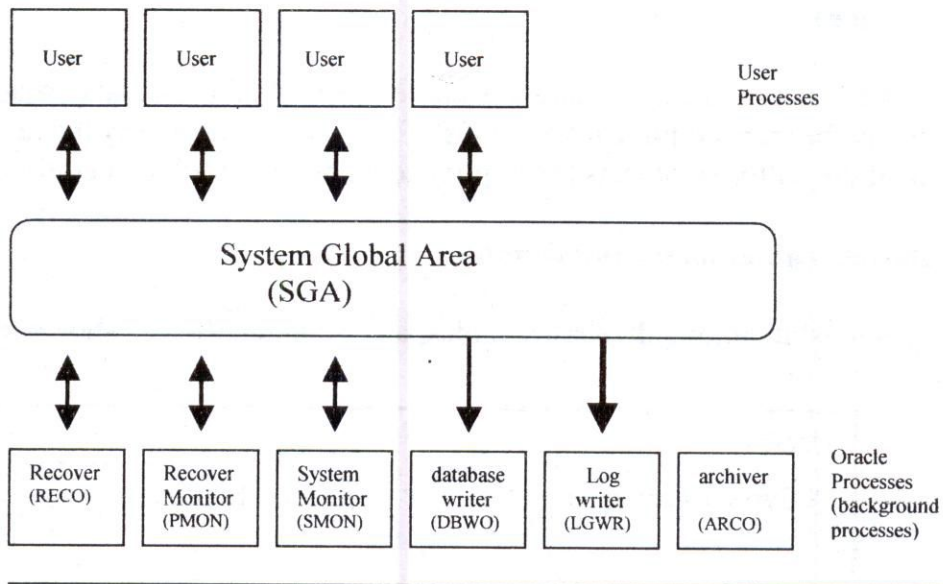 User
User
User
User
User
Processes
System Global Area
(SGA)
Recover
(RECO)
Recover
Monitor
(PMON)
System
Monitor
(SMON)
database
writer
(DBWO)
Log
writer
(LGWR)
archiver
(ARCO)
Oracle
Processes
(background
processes)